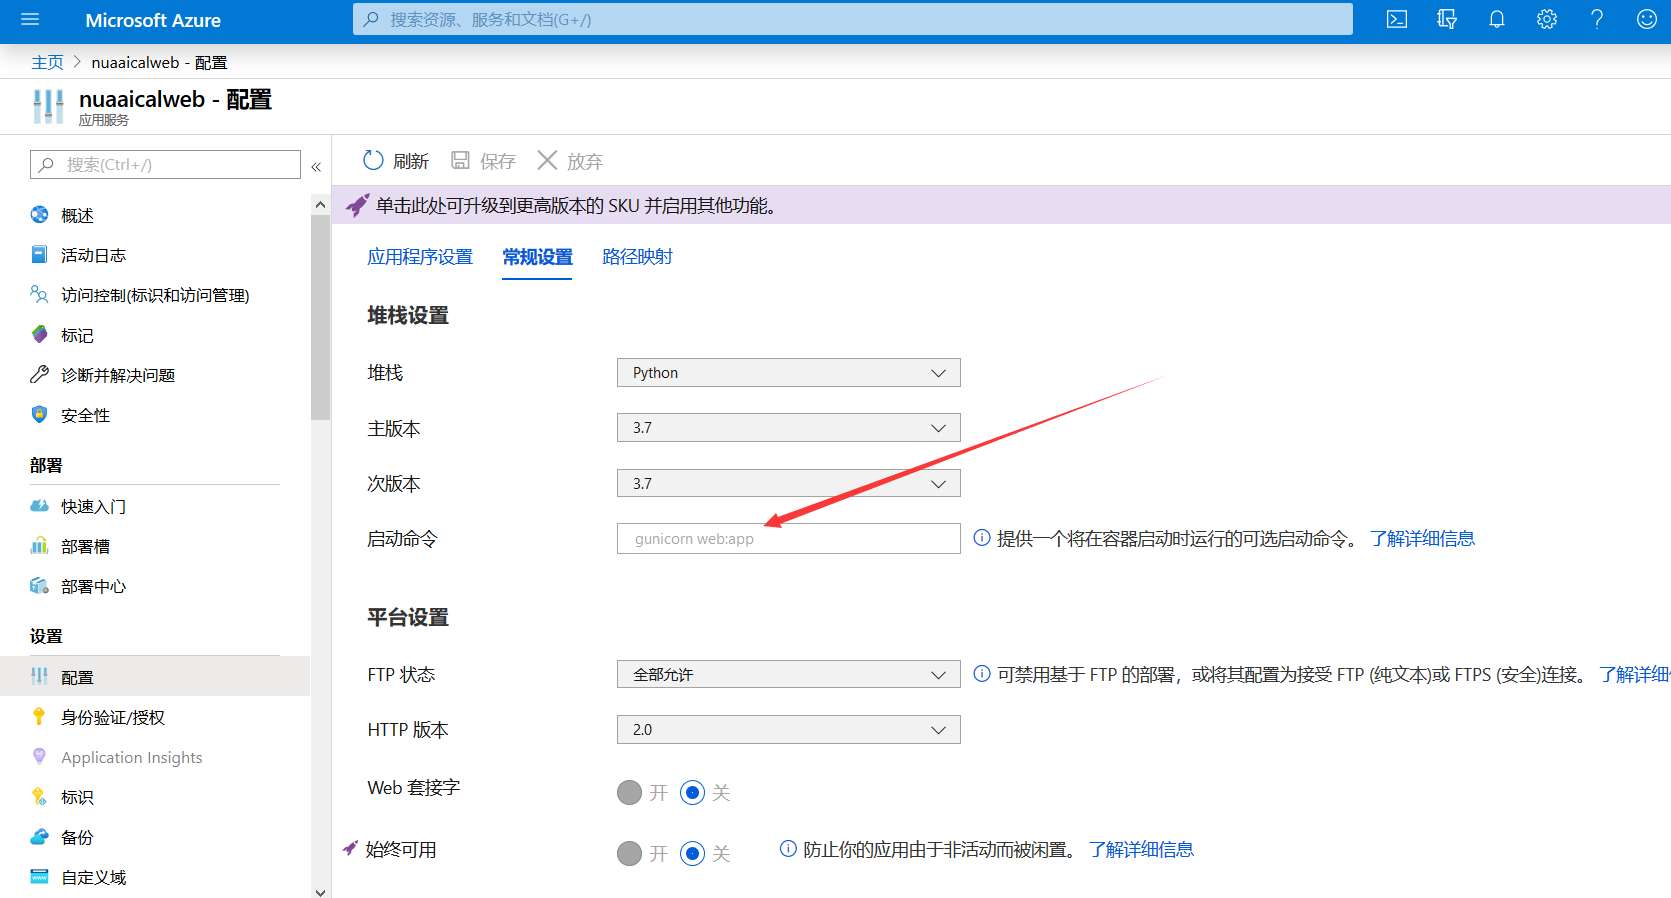 Microsoft Azure
搜索资源、服务和文档(G+/)
主页 > nuaaicalweb - 配置
nuaaicalweb - 配置
应用服务
搜索(Ctrl+/)
«
概述
活动日志
访问控制(标识和访问管理)
标记
诊断并解决问题
安全性
部署
快速入门
部署槽
部署中心
设置
配置
身份验证/授权
Application Insights
标识
备份
自定义域
刷新 保存 放弃
单击此处可升级到更高版本的 SKU 并启用其他功能。
应用程序设置 常规设置 路径映射
堆栈设置
堆栈 Python
主版本 3.7
次版本 3.7
启动命令 gunicorn web:app 提供一个将在容器启动时运行的可选启动命令。 了解详细信息
平台设置
FTP 状态 全部允许 可禁用基于 FTP 的部署，或将其配置为接受 FTP (纯文本)或 FTPS (安全)连接。 了解详细
HTTP 版本 2.0
Web 套接字 开 关
始终可用 开 关 防止你的应用由于非活动而被闲置。 了解详细信息